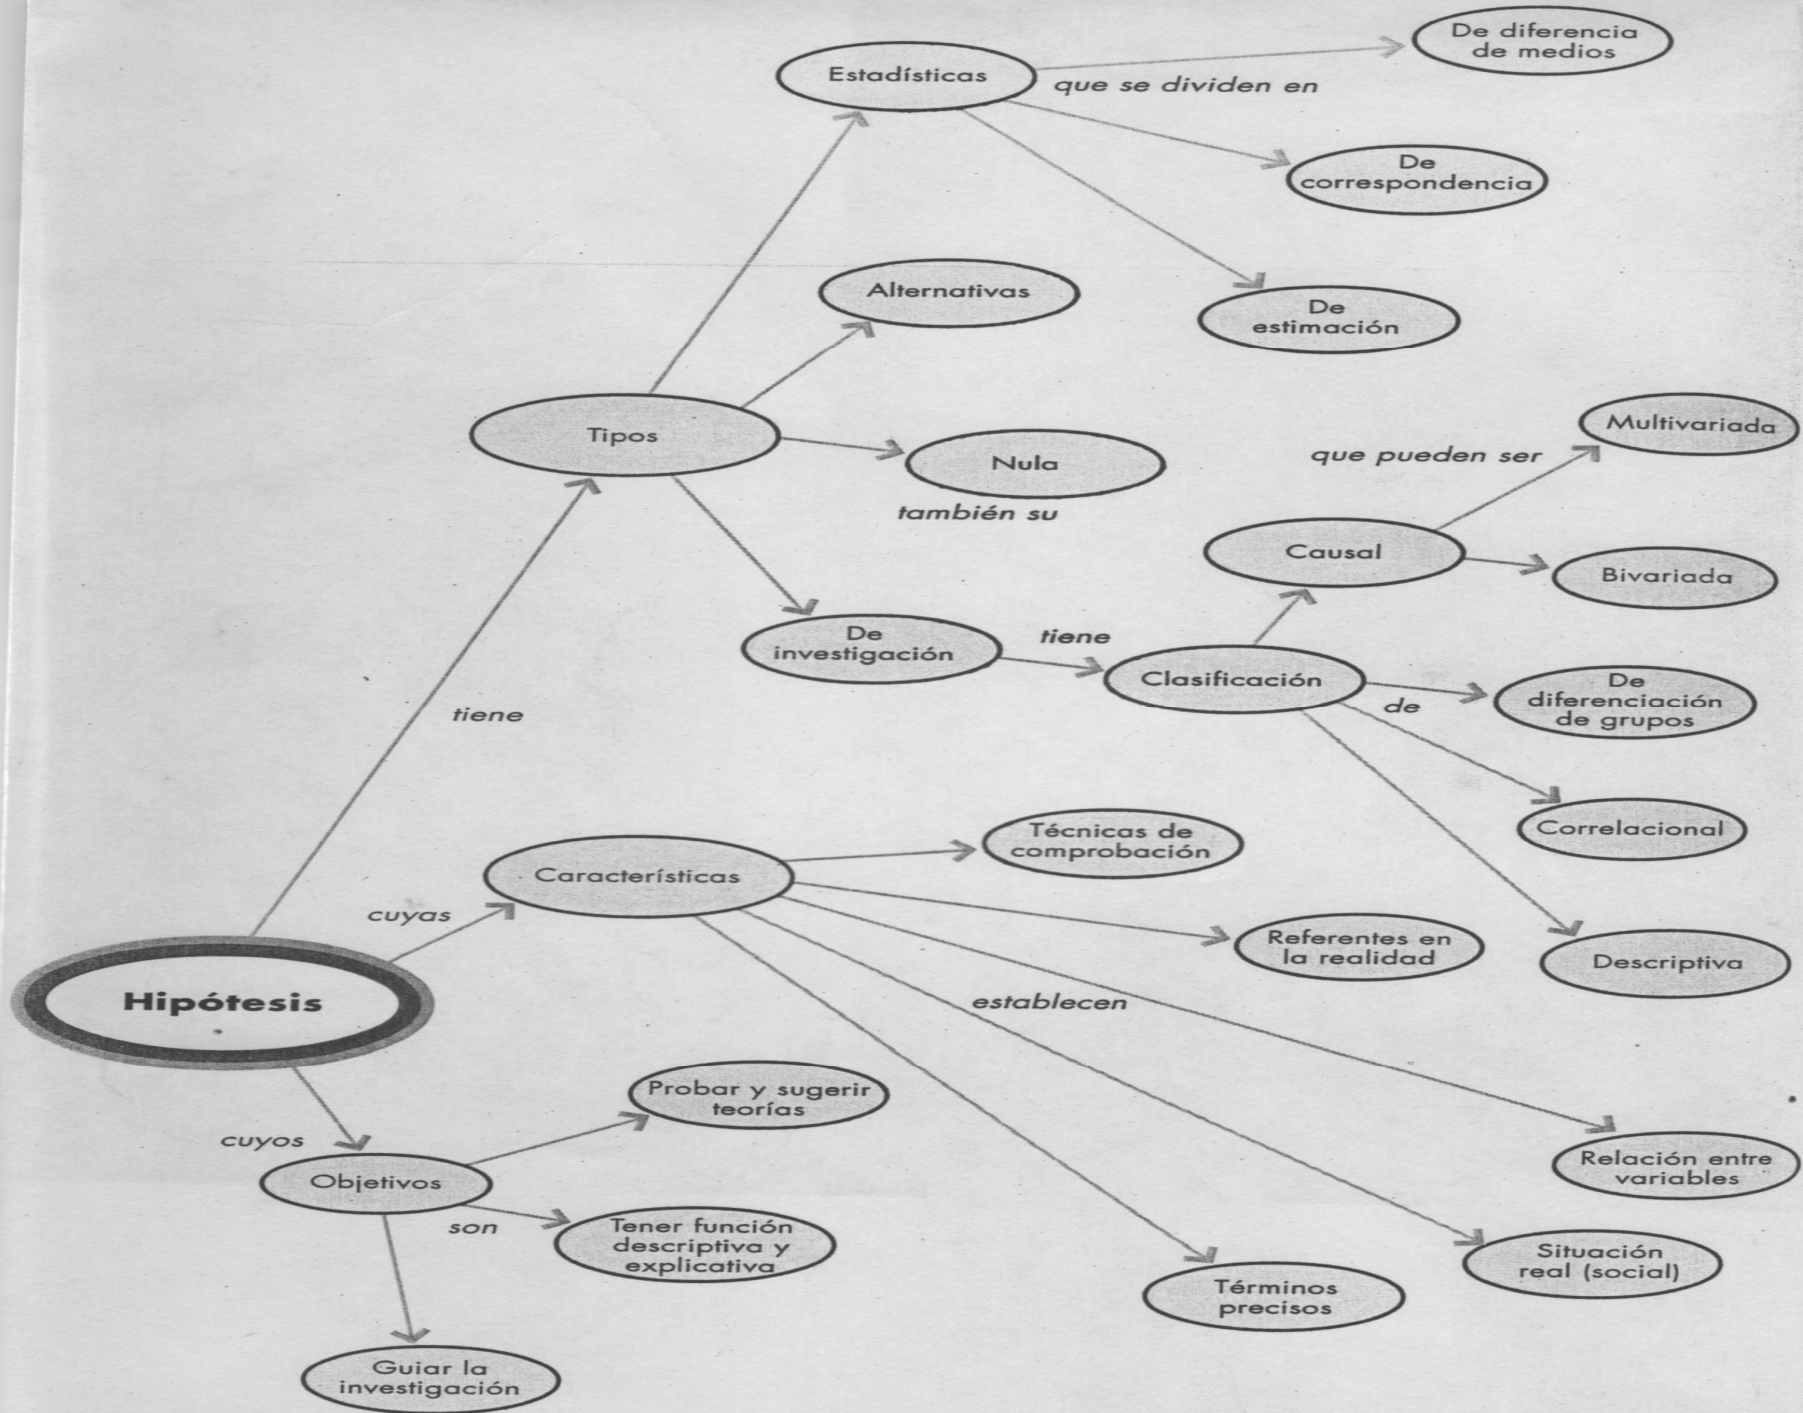 De diferencia
de medios
Estadísticas
que se dividen en
De
correspondencia
Alternativas
De
estimación
Multivariada
Tipos
que pueden ser
Nula
también su
Causal
Bivariada
De
investigación
tiene
Clasificación
De
diferenciación
de grupos
de
tiene
Técnicas de
comprobación
Correlacional
Características
cuyas
Referentes en
la realidad
Descriptiva
Hipótesis
establecen
Probar y sugerir
teorías
cuyos
Relación entre
variables
Objetivos
son
Tener función
descriptiva y
explicativa
Situación
real (social)
Términos
precisos
Guiar la
investigación